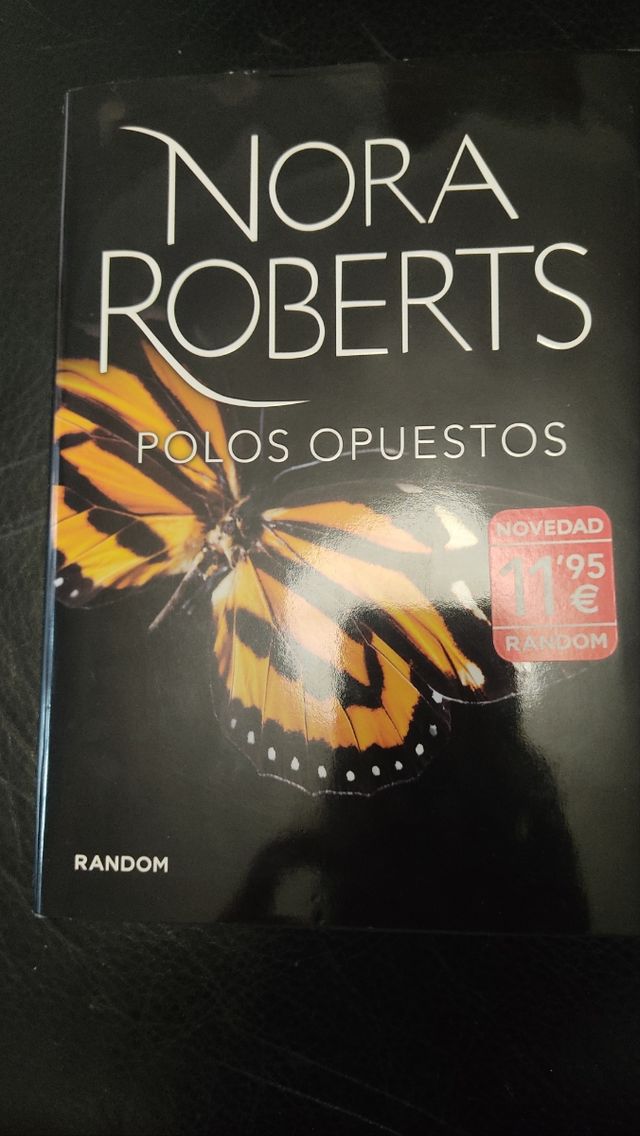 NORA
ROBERTS
POLOS OPUESTOS
NOVEDAD
11'95
€
RANDOM
RANDOM